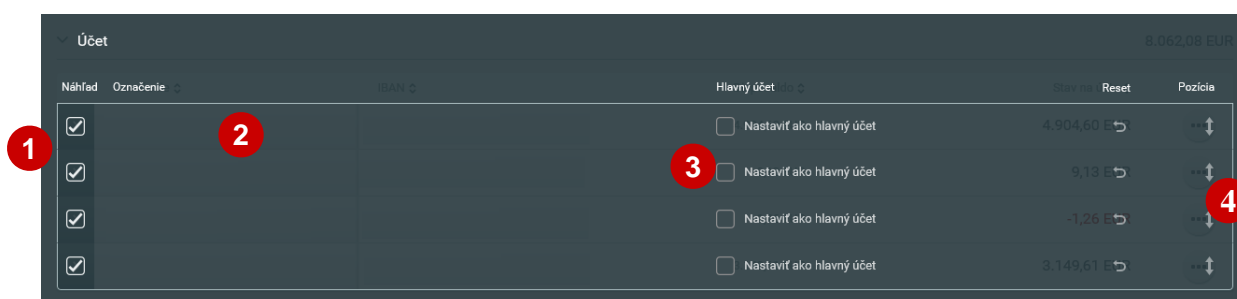 Účet 8.062,08 EUR
Náhľad Označenie IBAN Hlavný účet Stav na Reset Pozícia
1 2 Nastaviť ako hlavný účet 4.904,60 E R
3 Nastaviť ako hlavný účet 9,13 E R
4 Nastaviť ako hlavný účet -1,26 E R
Nastaviť ako hlavný účet 3.149,61 E R